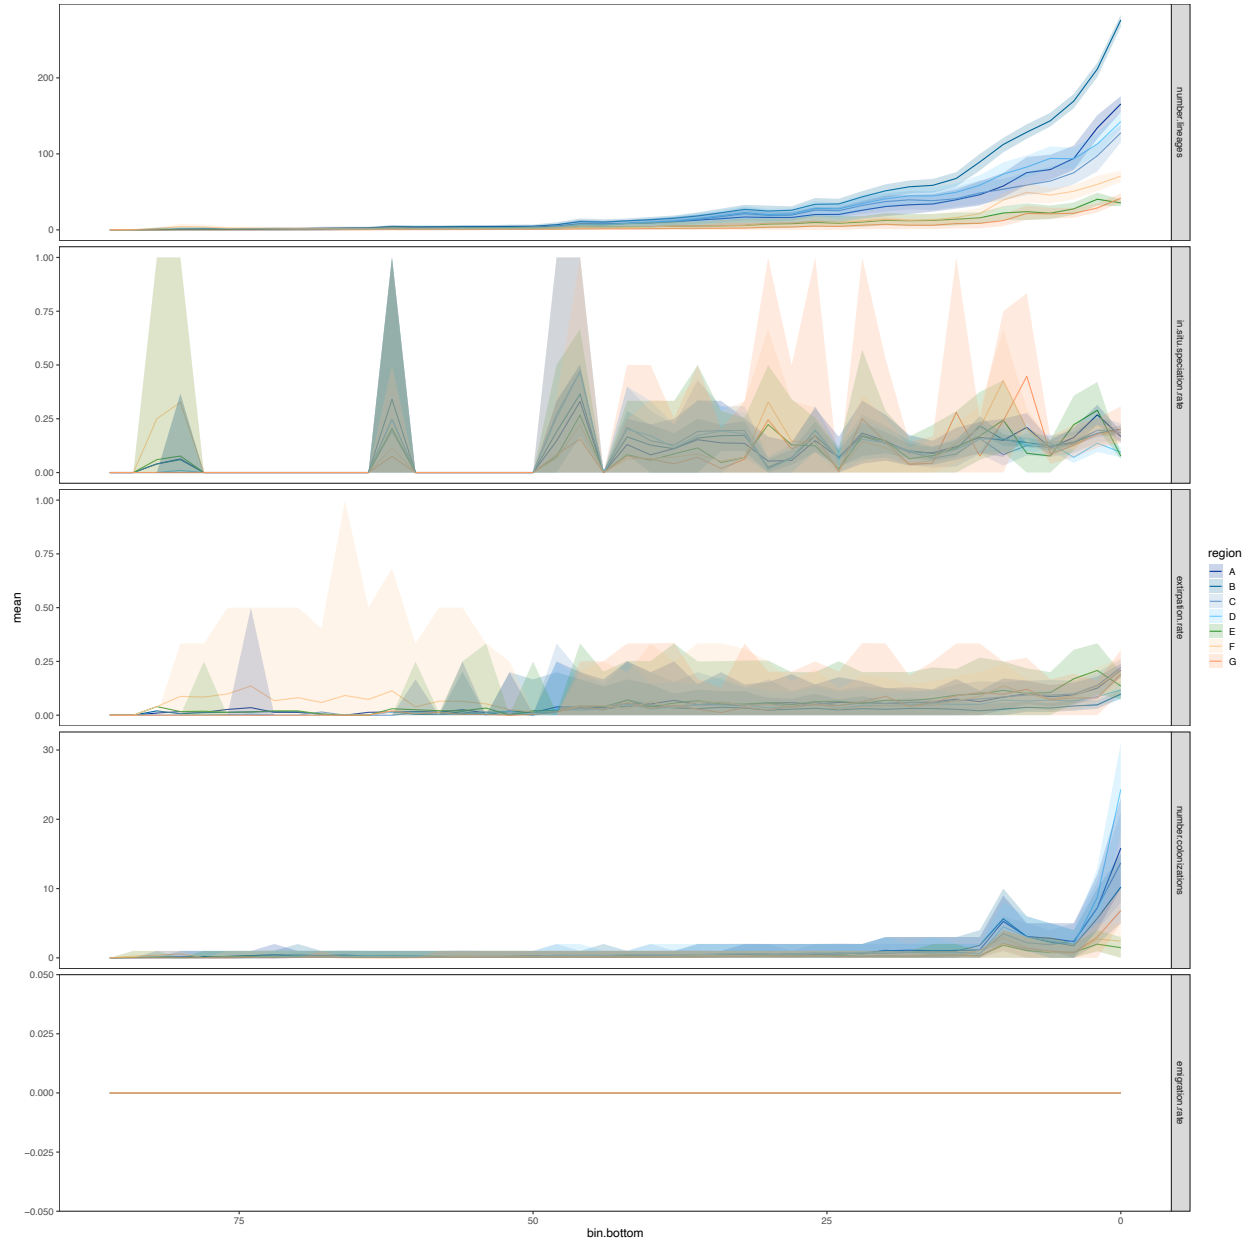 200
100
0
number.lineages
1.00
0.75
0.50
0.25
0.00
in.situ.speciation.rate
1.00
0.75
0.50
0.25
0.00
extirpation.rate
30
20
10
0
number.colonizations
0.050
0.025
0.000
−0.025
−0.050
emigration.rate
75
50
25
0
bin.bottom
mean
region
A
B
C
D
E
F
G